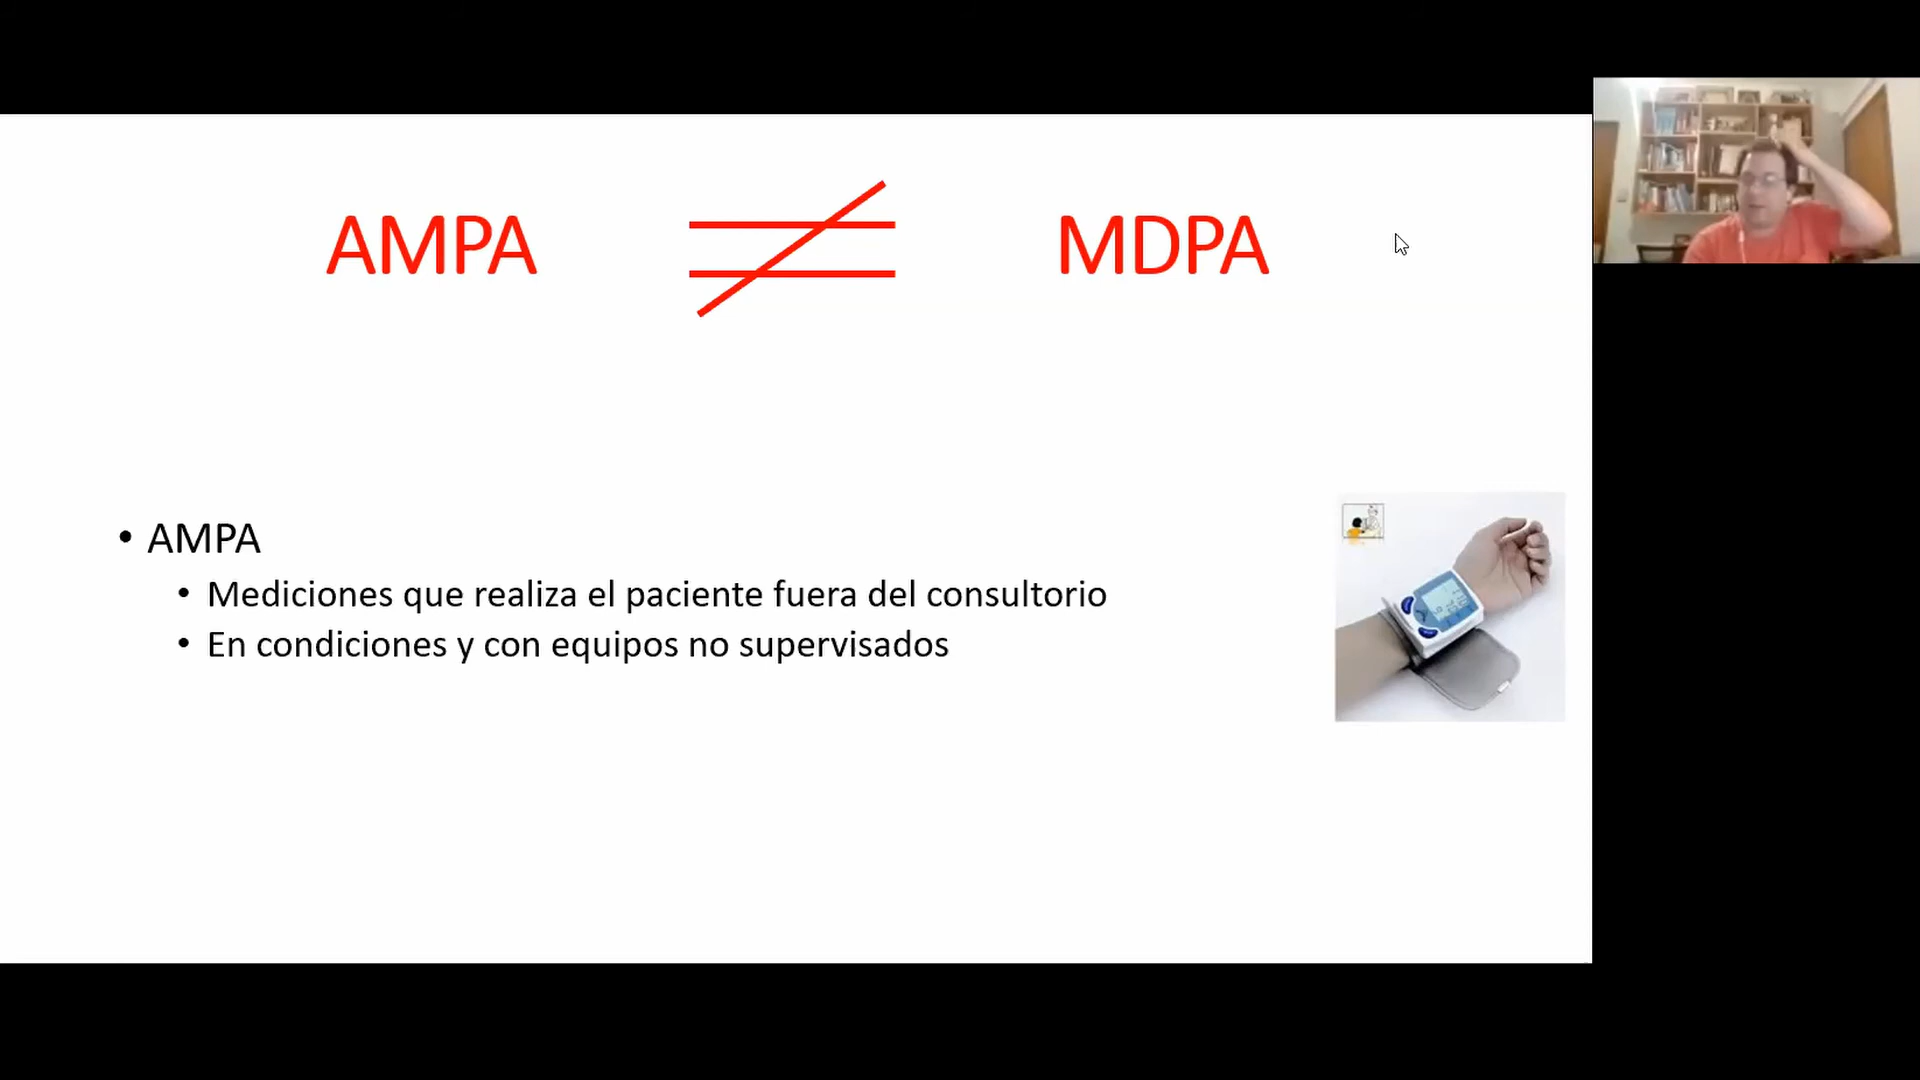 AMPA ≠ MDPA
• AMPA
• Mediciones que realiza el paciente fuera del consultorio
• En condiciones y con equipos no supervisados